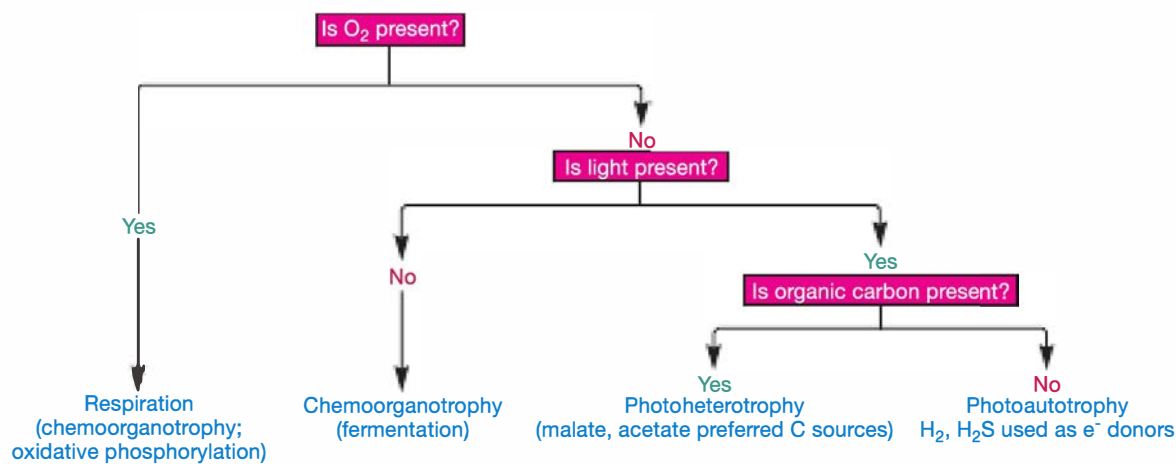 Is O₂ present?
No
Is light present?
Yes
No
Yes
Is organic carbon present?
Yes
No
Respiration
(chemoorganotrophy;
oxidative phosphorylation)
Chemoorganotrophy
(fermentation)
Photoheterotrophy
(malate, acetate preferred C sources)
Photoautotrophy
H₂, H₂S used as e⁻ donors